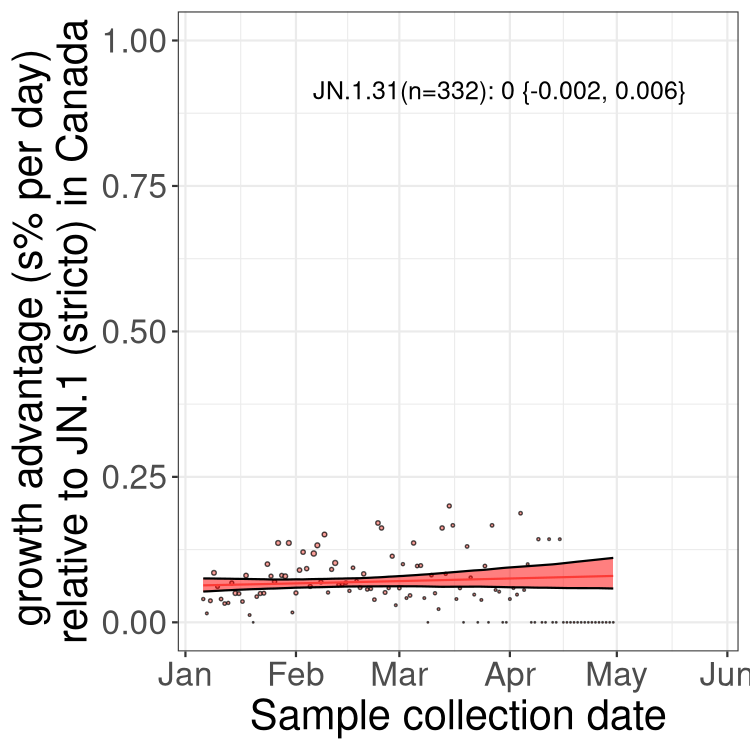 growth advantage (s% per day)
relative to JN.1 (stricto) in Canada
1.00
0.75
0.50
0.25
0.00
JN.1.31(n=332): 0 {-0.002, 0.006}
Jan Feb Mar Apr May Jun
Sample collection date